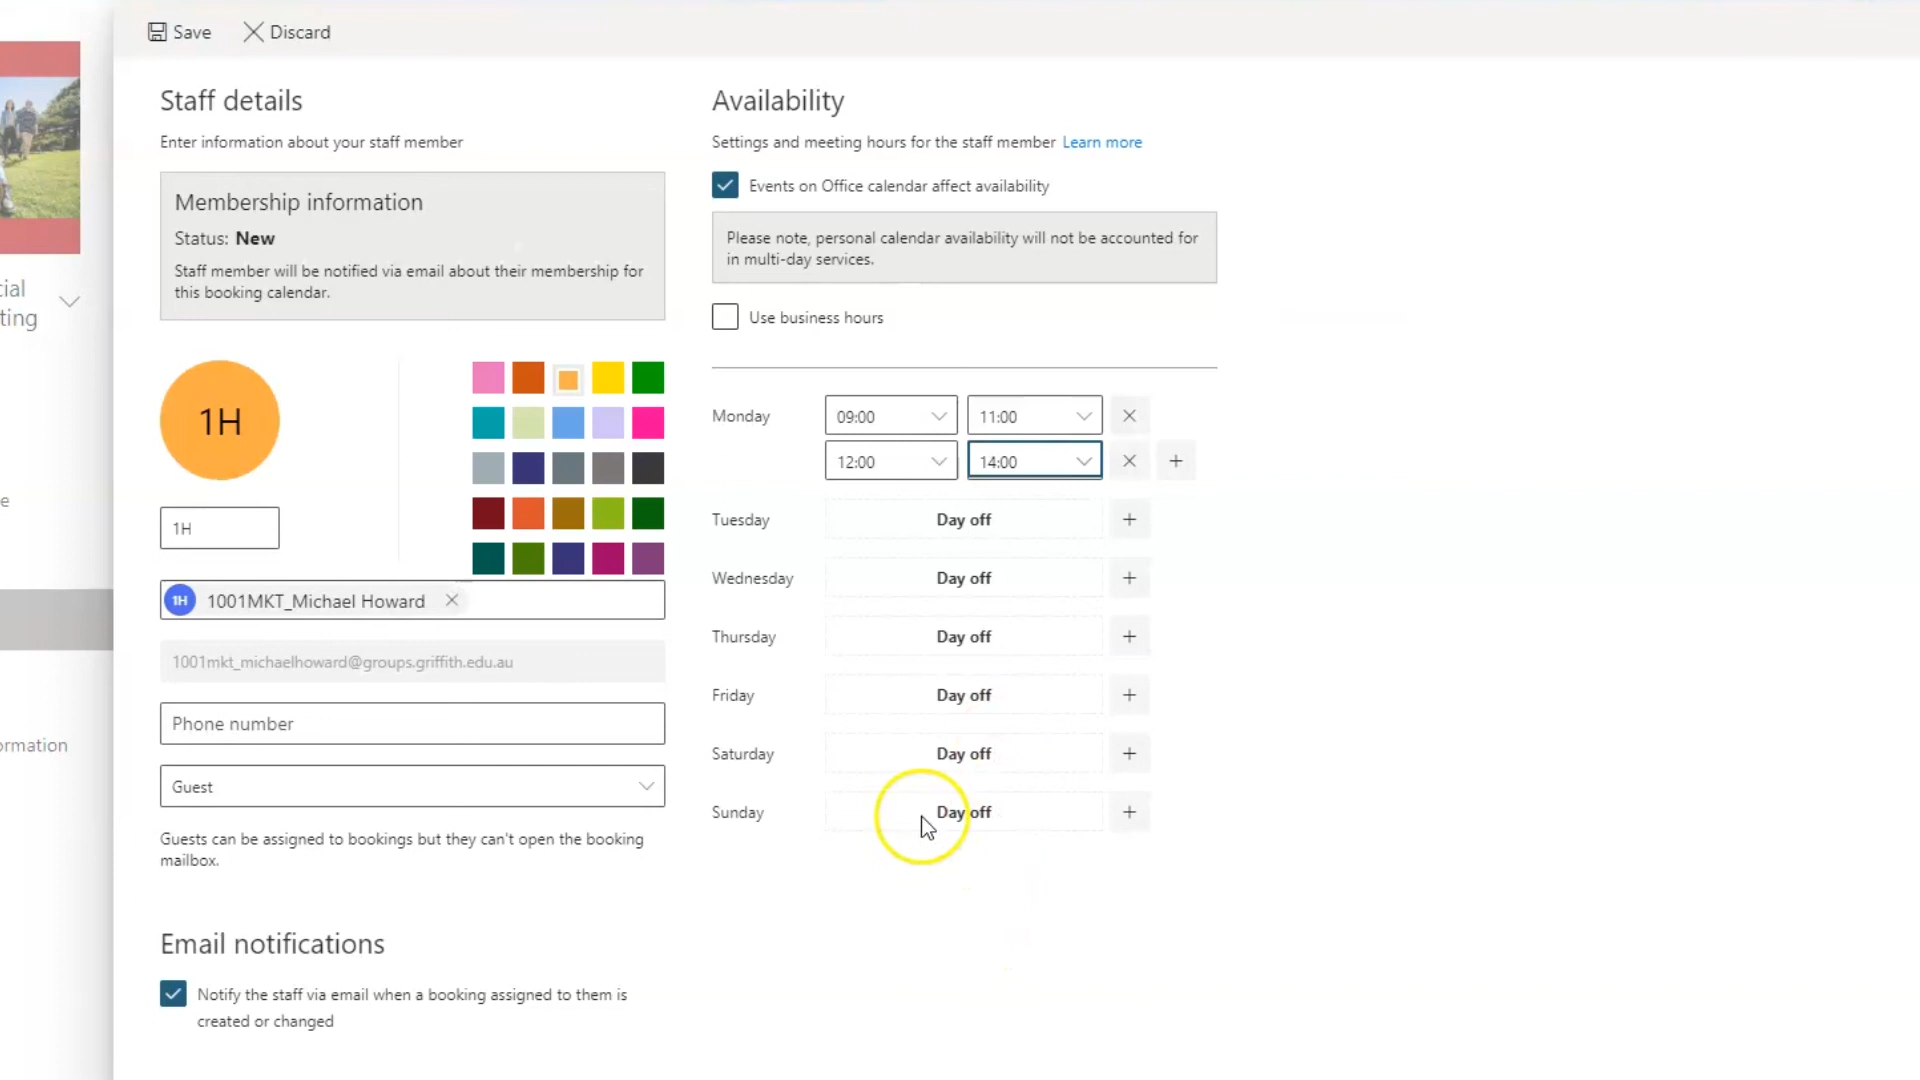 Save
Discard
Staff details
Enter information about your staff member
Membership information
Status: New
Staff member will be notified via email about their membership for
this booking calendar.
1H
1H
1H 1001MKT_Michael Howard
1001mkt_michaelhoward@groups.griffith.edu.au
Phone number
Guest
Guests can be assigned to bookings but they can't open the booking
mailbox.
Email notifications
Notify the staff via email when a booking assigned to them is
created or changed
Availability
Settings and meeting hours for the staff member Learn more
Events on Office calendar affect availability
Please note, personal calendar availability will not be accounted for
in multi-day services.
Use business hours
Monday 09:00 11:00
12:00 14:00
Tuesday Day off
Wednesday Day off
Thursday Day off
Friday Day off
Saturday Day off
Sunday Day off